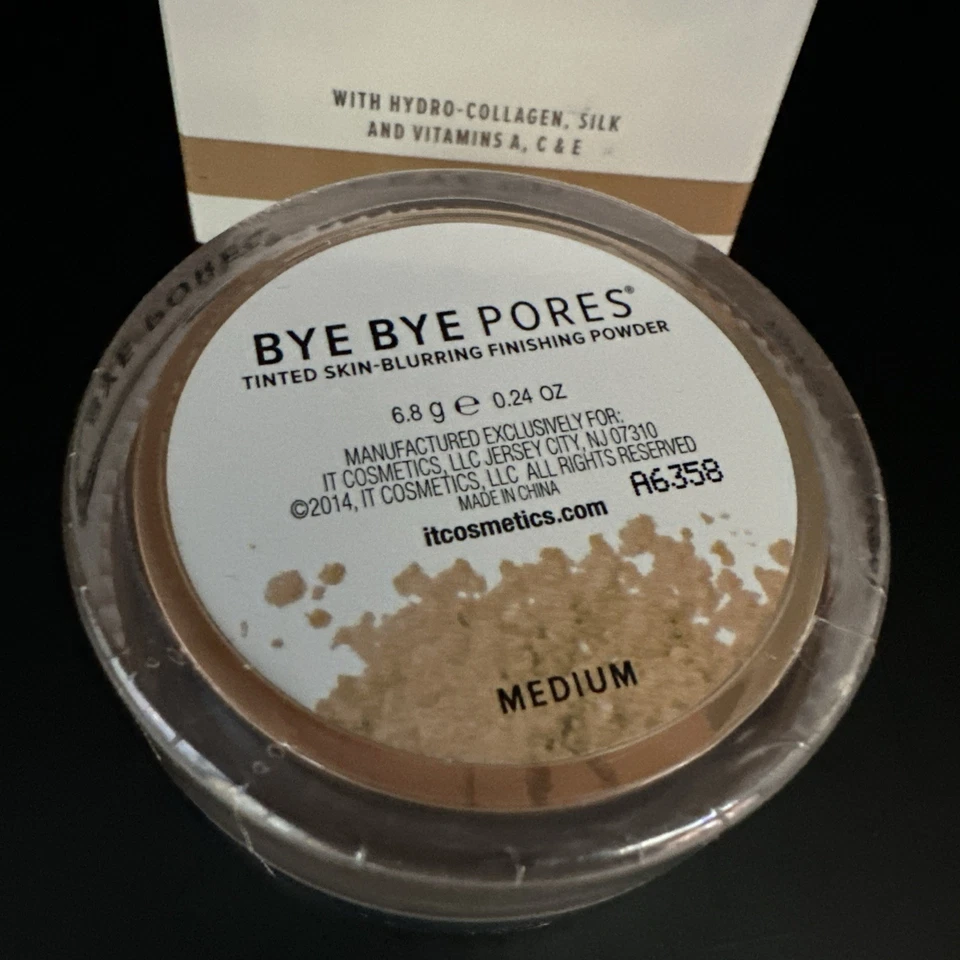 WITH HYDRO-COLLAGEN, SILK
AND VITAMINS A, C & E
BYE BYE PORES®
TINTED SKIN-BLURRING FINISHING POWDER
6.8 g ℮ 0.24 OZ
MANUFACTURED EXCLUSIVELY FOR:
IT COSMETICS, LLC JERSEY CITY, NJ 07310
©2014, IT COSMETICS, LLC ALL RIGHTS RESERVED
MADE IN CHINA
A6358
itcosmetics.com
MEDIUM